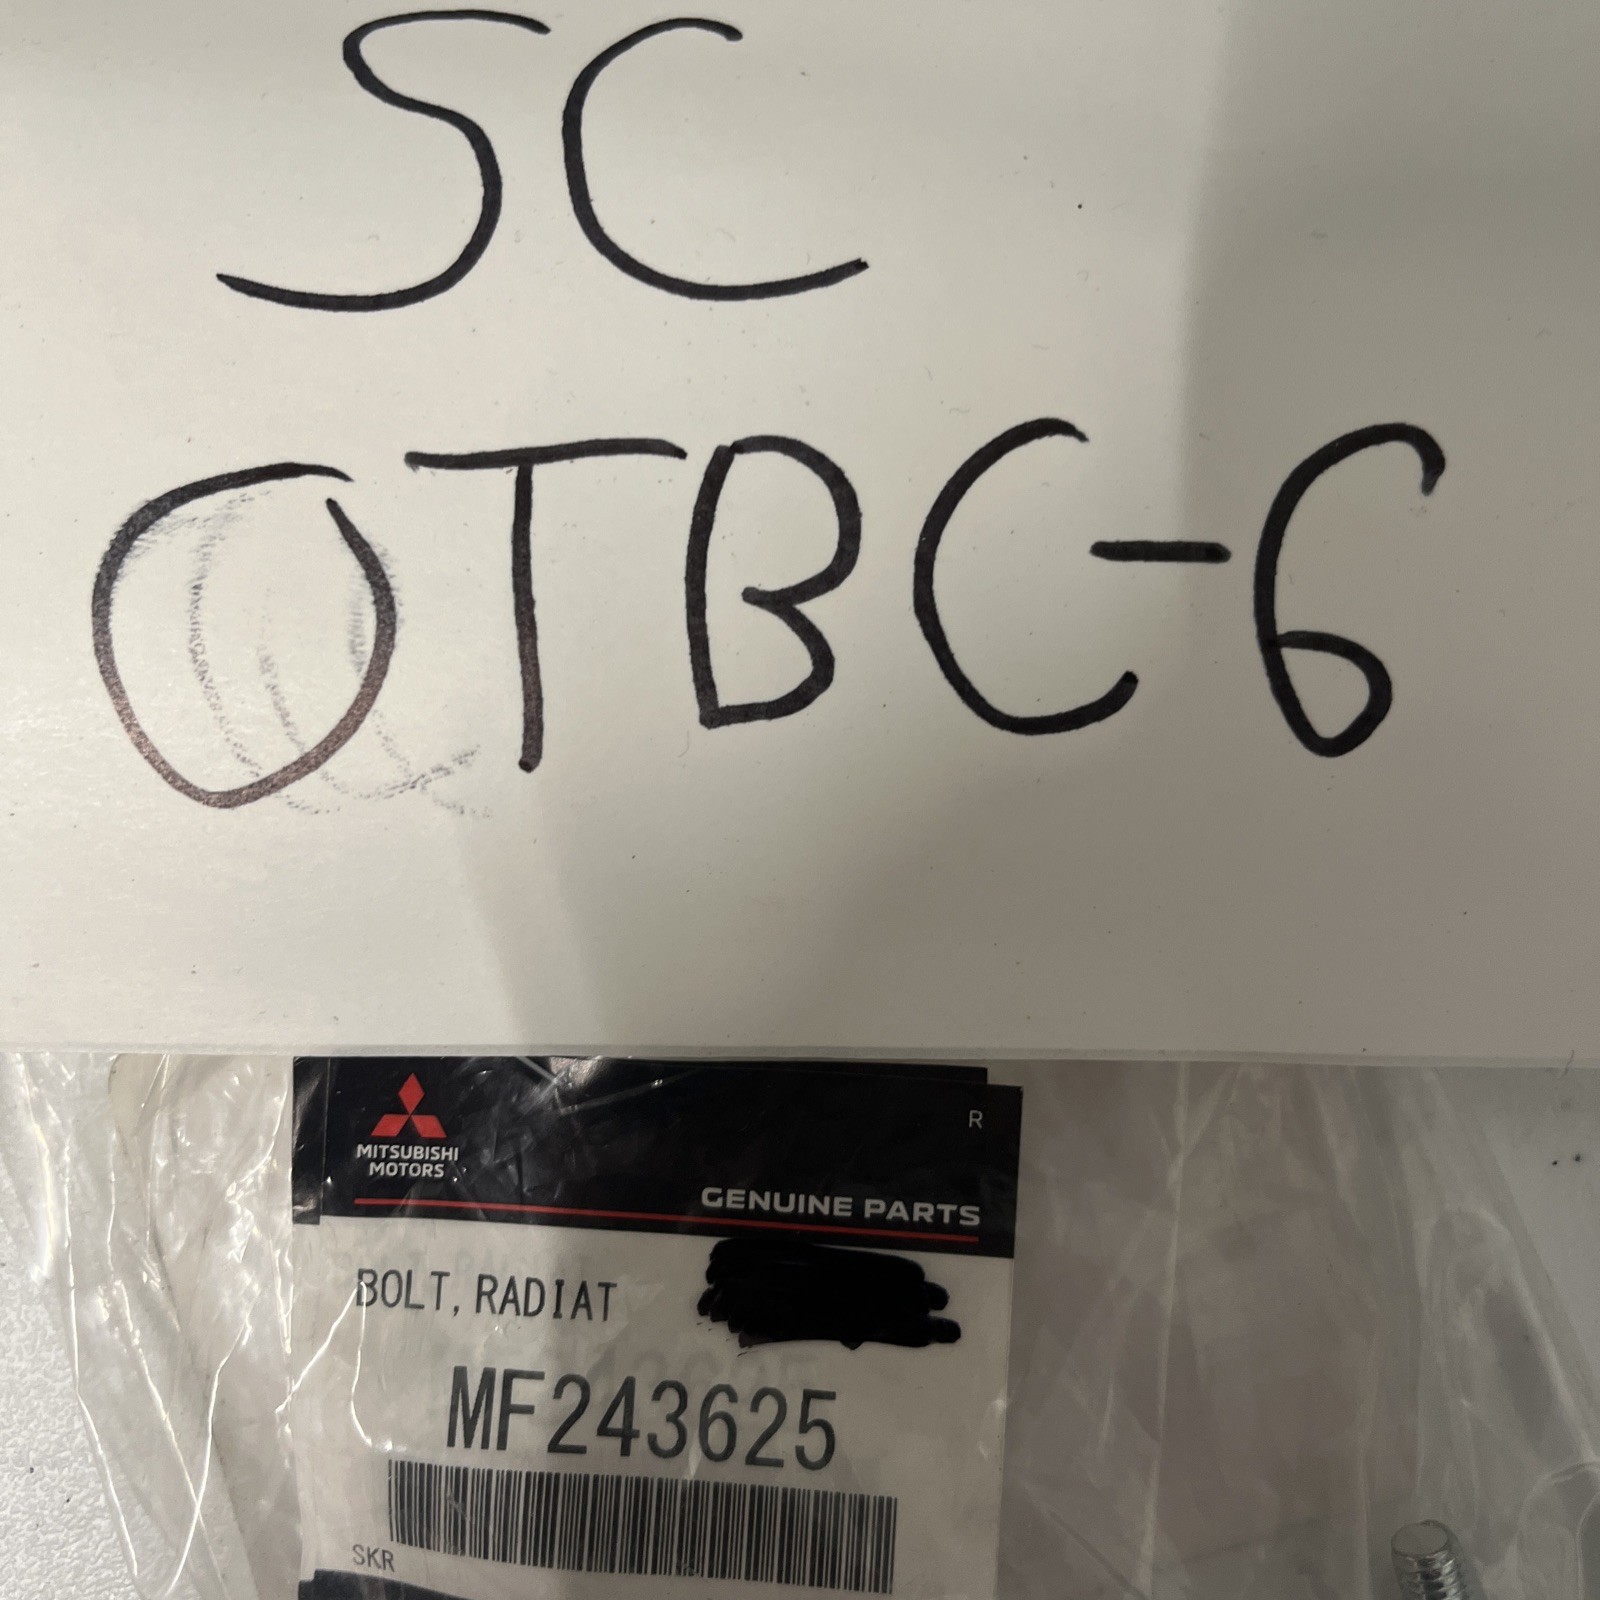 SC
OTBC-6
MITSUBISHI
MOTORS
R
GENUINE PARTS
BOLT, RADIAT
MF243625
SKR